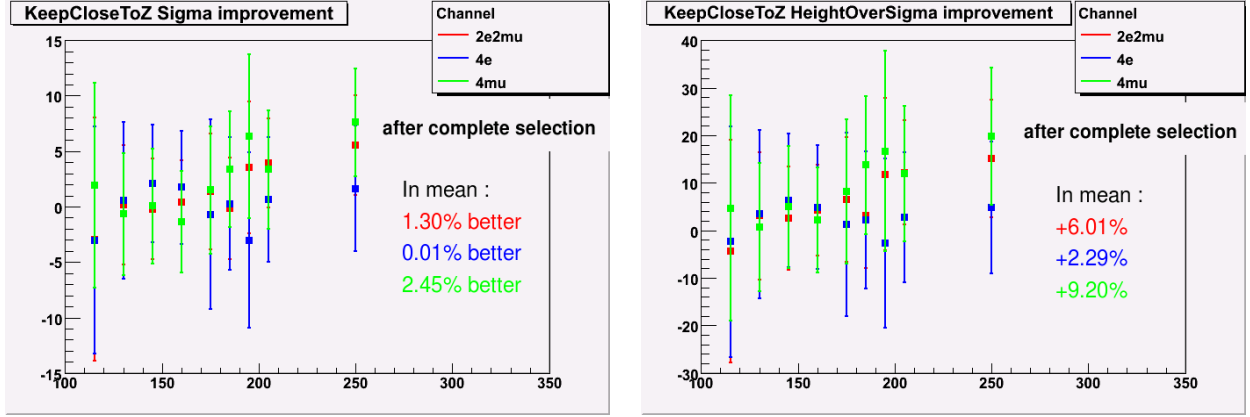 KeepCloseToZ Sigma improvement
Channel
2e2mu
4e
4mu
after complete selection
In mean :
1.30% better
0.01% better
2.45% better
15
10
5
0
-5
-10
-15
100
150
200
250
300
350
KeepCloseToZ HeightOverSigma improvement
Channel
2e2mu
4e
4mu
after complete selection
In mean :
+6.01%
+2.29%
+9.20%
40
30
20
10
0
-10
-20
-30
100
150
200
250
300
350